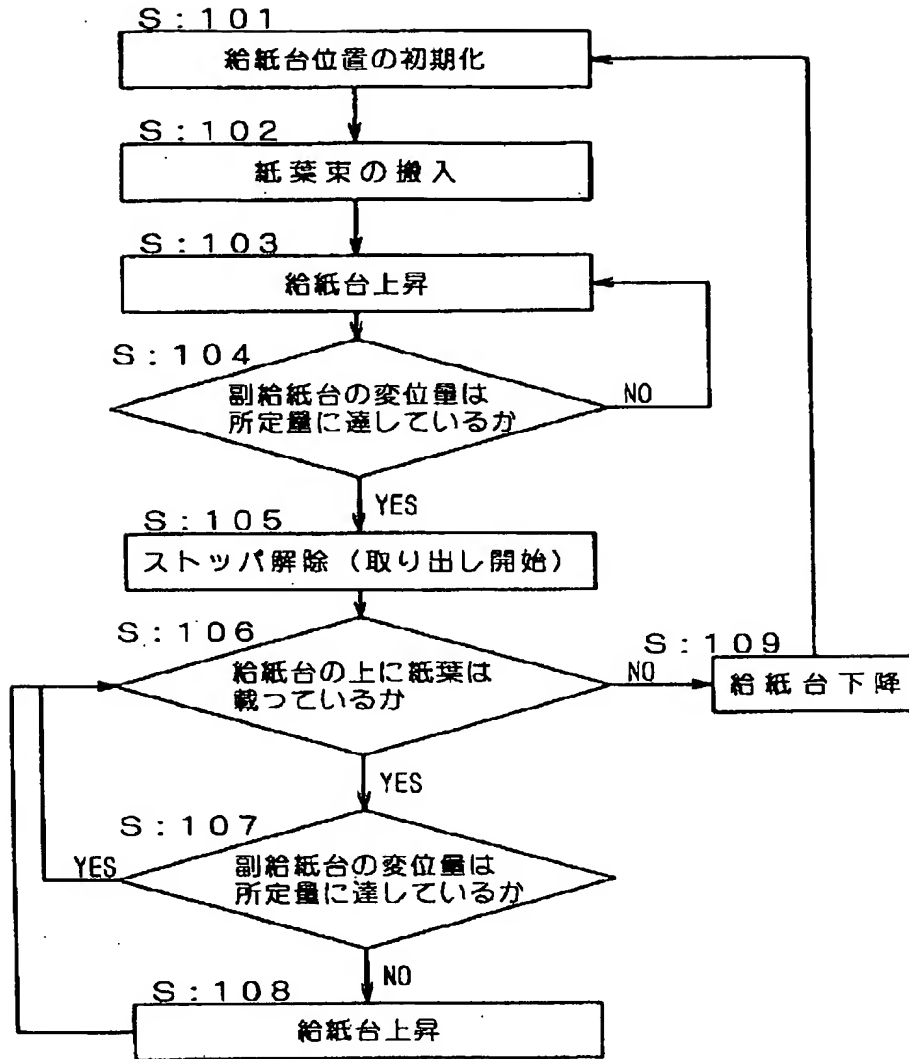 S:101
給紙台位置の初期化
S:102
紙葉束の搬入
S:103
給紙台上昇
S:104
副給紙台の変位量は
所定量に達しているか
NO
YES
S:105
ストッパ解除(取り出し開始)
S:106
給紙台の上に紙葉は
載っているか
NO
S:109
給紙台下降
YES
S:107
副給紙台の変位量は
所定量に達しているか
YES
NO
S:108
給紙台上昇